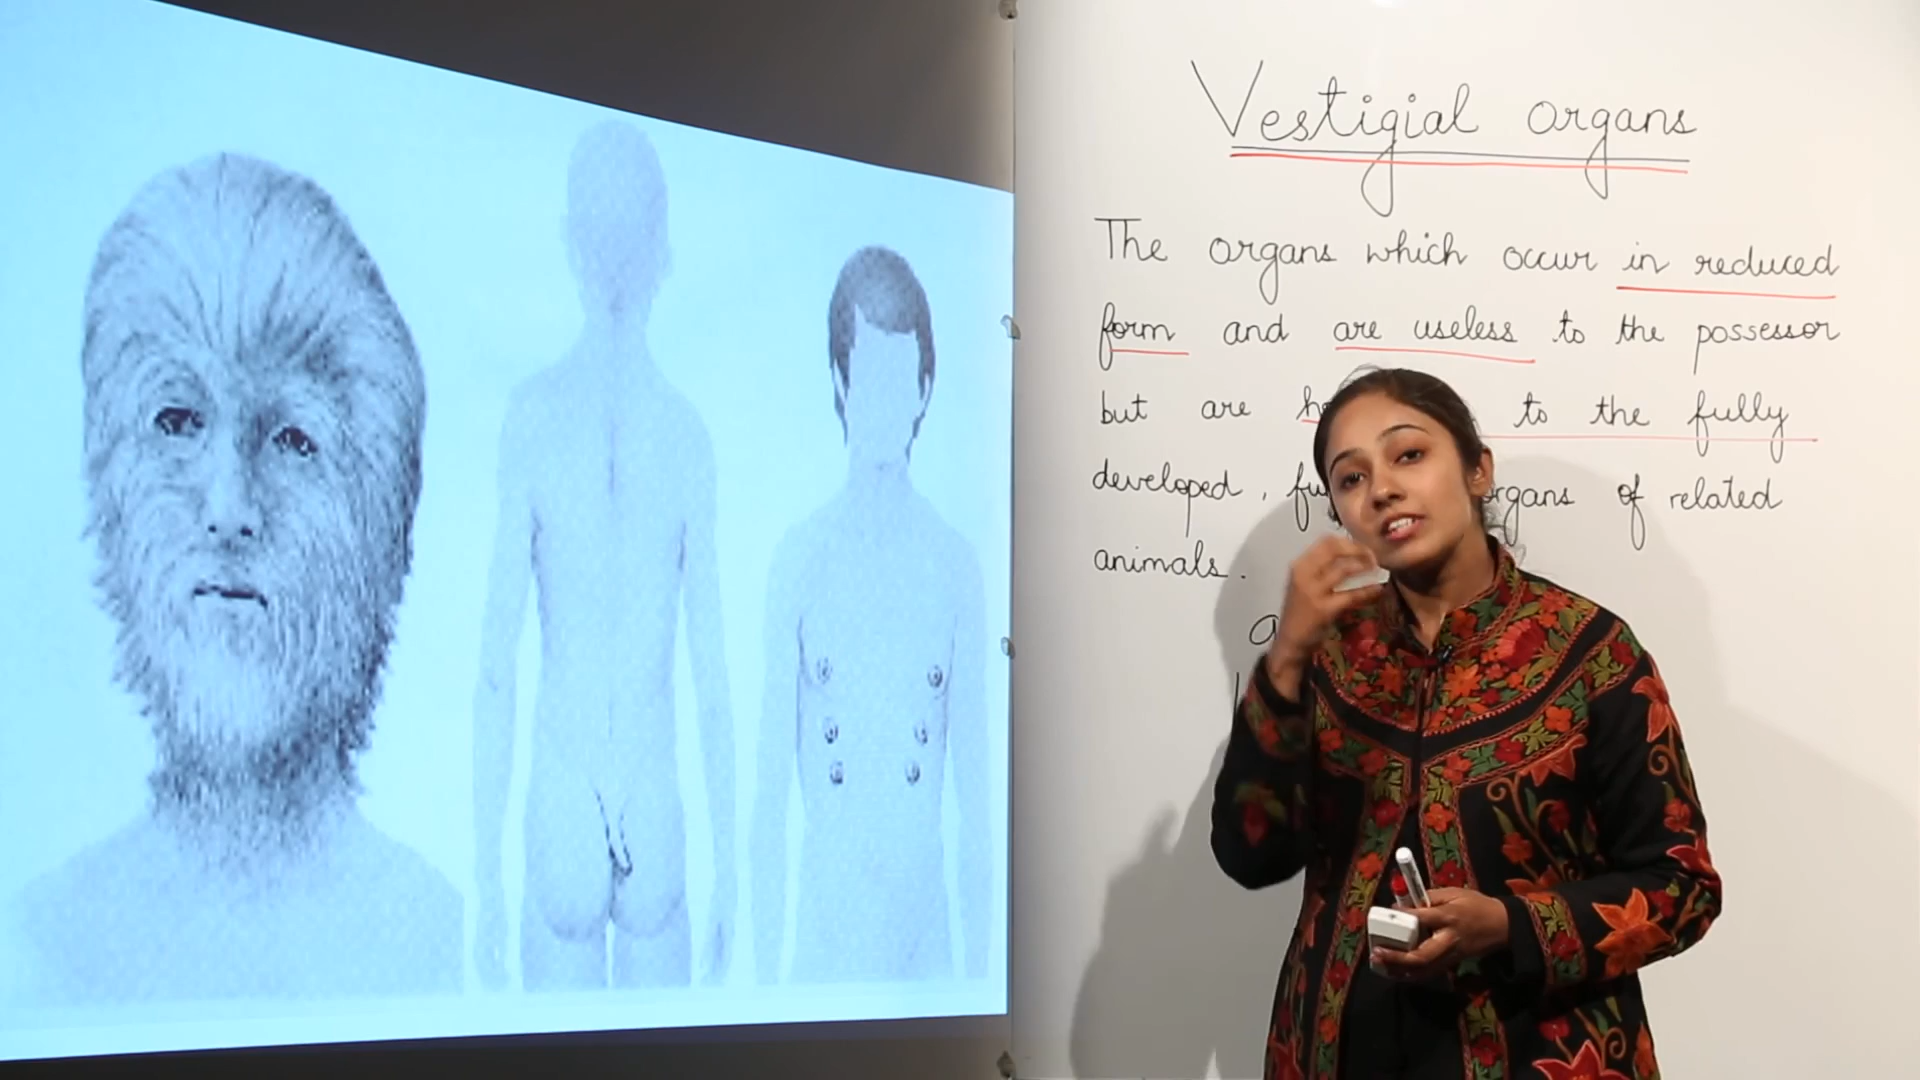 Vestigial organs
The organs which occur in reduced
form and are useless to the possessor
but are to the fully
developed, organs of related
animals.